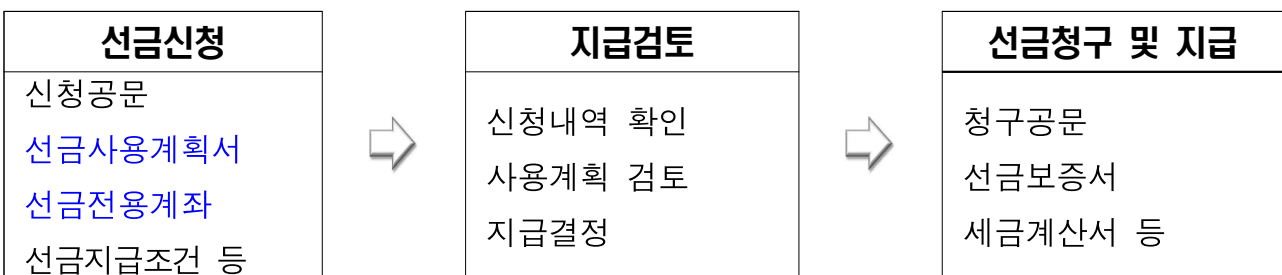 선금신청
신청공문
선금사용계획서
선금전용계좌
선금지급조건 등
지급검토
신청내역 확인
사용계획 검토
지급결정
선금청구 및 지급
청구공문
선금보증서
세금계산서 등